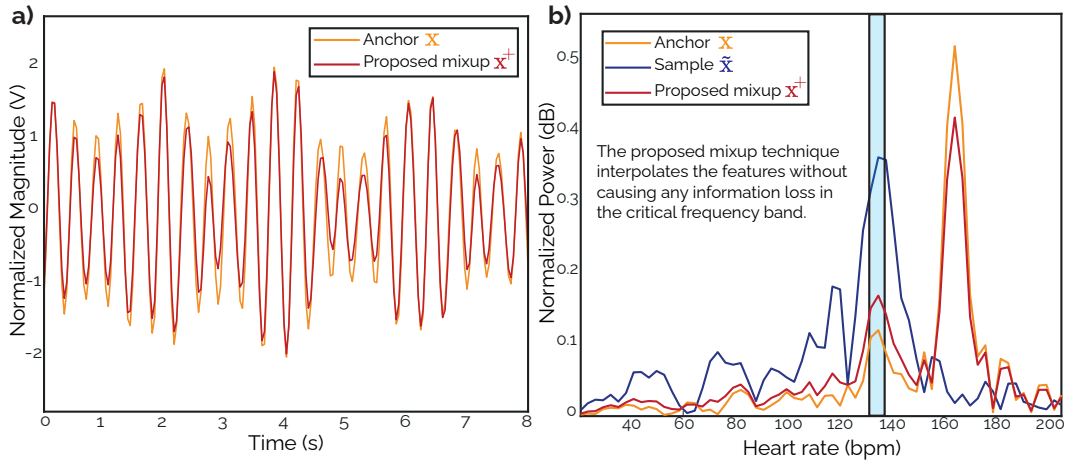 a)
Normalized Magnitude (V)
2
1
0
-1
-2
Anchor x
Proposed mixup x⁺
0 1 2 3 4 5 6 7 8
Time (s)
b)
Normalized Power (dB)
0.5
0.4
0.3
0.2
0.1
0
Anchor x
Sample x̃
Proposed mixup x⁺
The proposed mixup technique
interpolates the features without
causing any information loss in
the critical frequency band.
40 60 80 100 120 140 160 180 200
Heart rate (bpm)